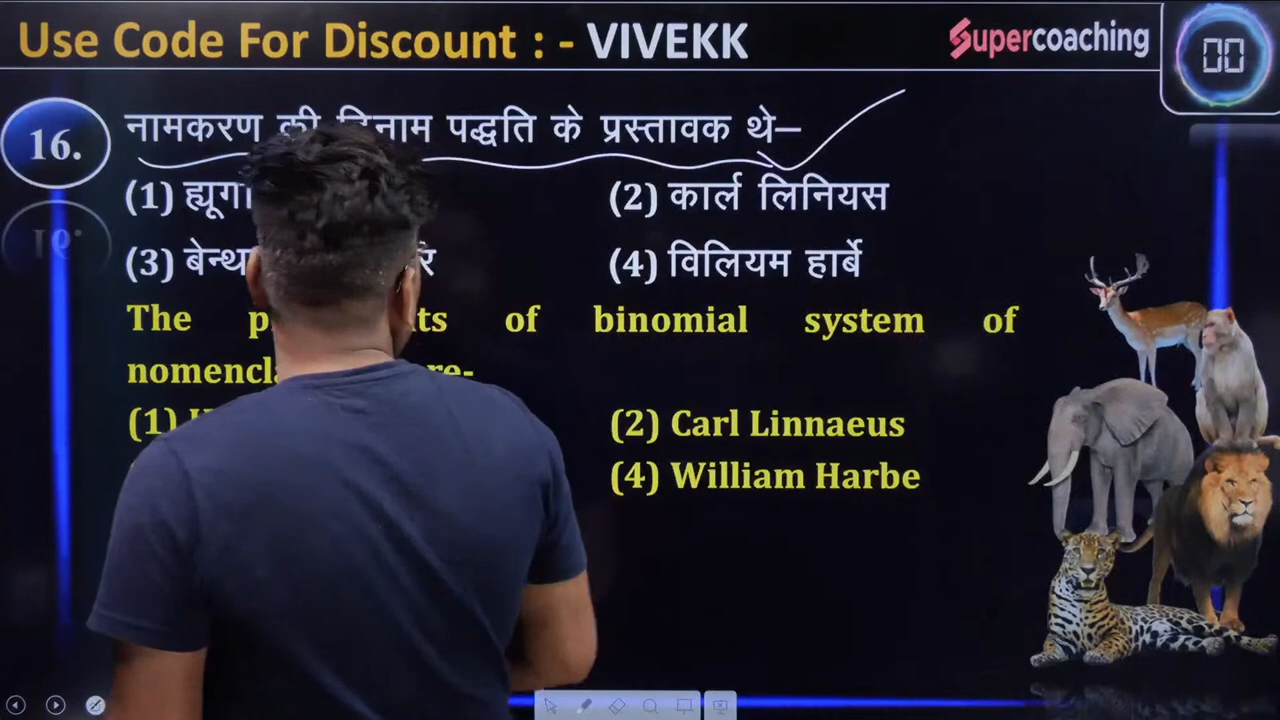 Use Code For Discount : - VIVEKK
Supercoaching
00
16.
नामकरण की द्विनाम पद्धति के प्रस्तावक थे–
(1)
(2) कार्ल लिनियस
(3)
(4) विलियम हार्बे
The of binomial system of
(1)
(2) Carl Linnaeus
(4) William Harbe